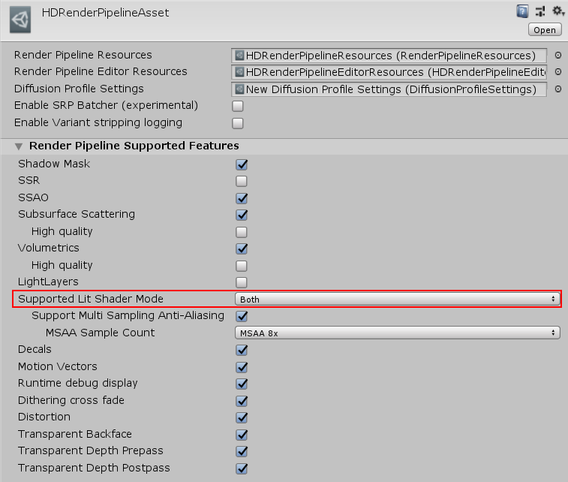 HDRenderPipelineAsset
Open
Render Pipeline Resources HDRenderPipelineResources (RenderPipelineResources)
Render Pipeline Editor Resources HDRenderPipelineEditorResources (HDRenderPipelineEdit
Diffusion Profile Settings New Diffusion Profile Settings (DiffusionProfileSettings)
Enable SRP Batcher (experimental)
Enable Variant stripping logging
Render Pipeline Supported Features
Shadow Mask
SSR
SSAO
Subsurface Scattering
High quality
Volumetrics
High quality
LightLayers
Supported Lit Shader Mode Both
Support Multi Sampling Anti-Aliasing
MSAA Sample Count MSAA 8x
Decals
Motion Vectors
Runtime debug display
Dithering cross fade
Distortion
Transparent Backface
Transparent Depth Prepass
Transparent Depth Postpass